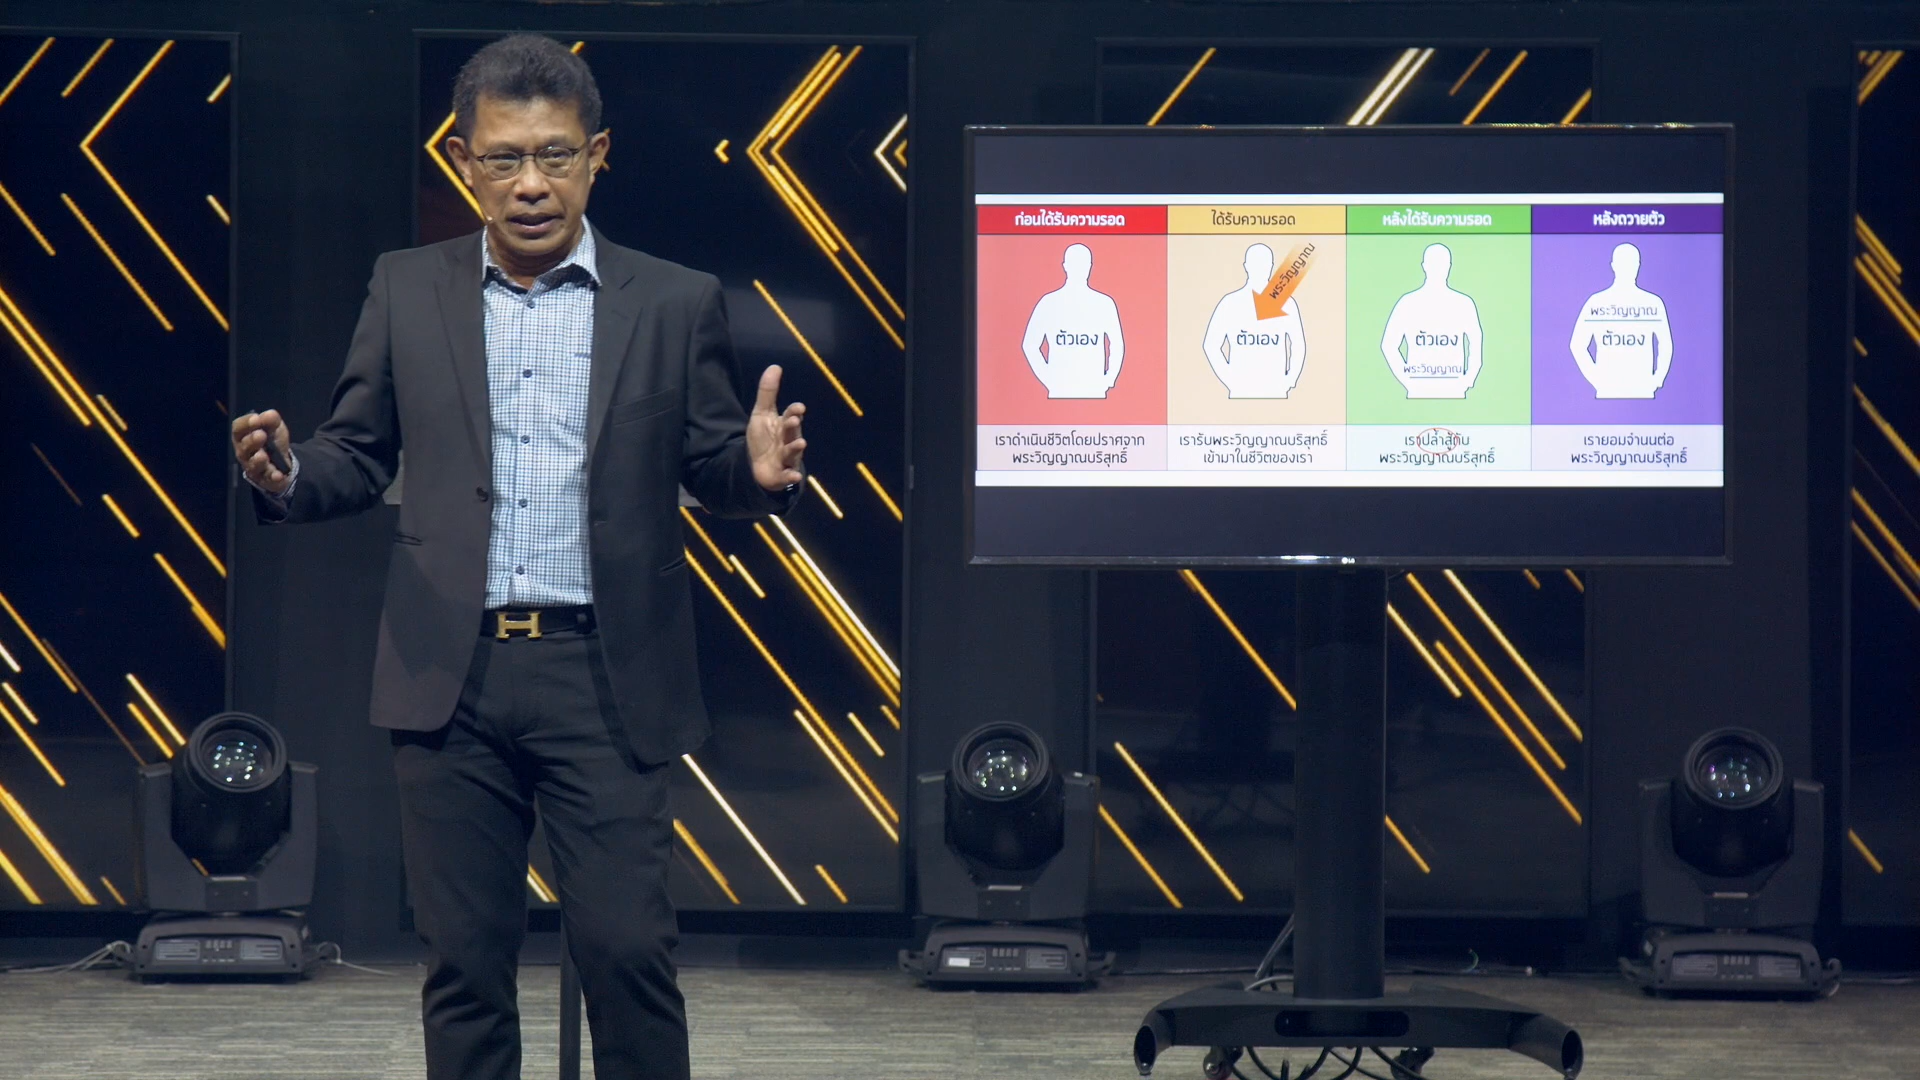 ก่อนได้รับความรอด
ได้รับความรอด
หลังได้รับความรอด
หลังถวายตัว
ตัวเอง
พระวิญญาณ
ตัวเอง
ตัวเอง
พระวิญญาณ
พระวิญญาณ
ตัวเอง
เราดำเนินชีวิตโดยปราศจาก
พระวิญญาณบริสุทธิ์
เรารับพระวิญญาณบริสุทธิ์
เข้ามาในชีวิตของเรา
เราปล้ำสู้กับ
พระวิญญาณบริสุทธิ์
เรายอมจำนนต่อ
พระวิญญาณบริสุทธิ์
LG